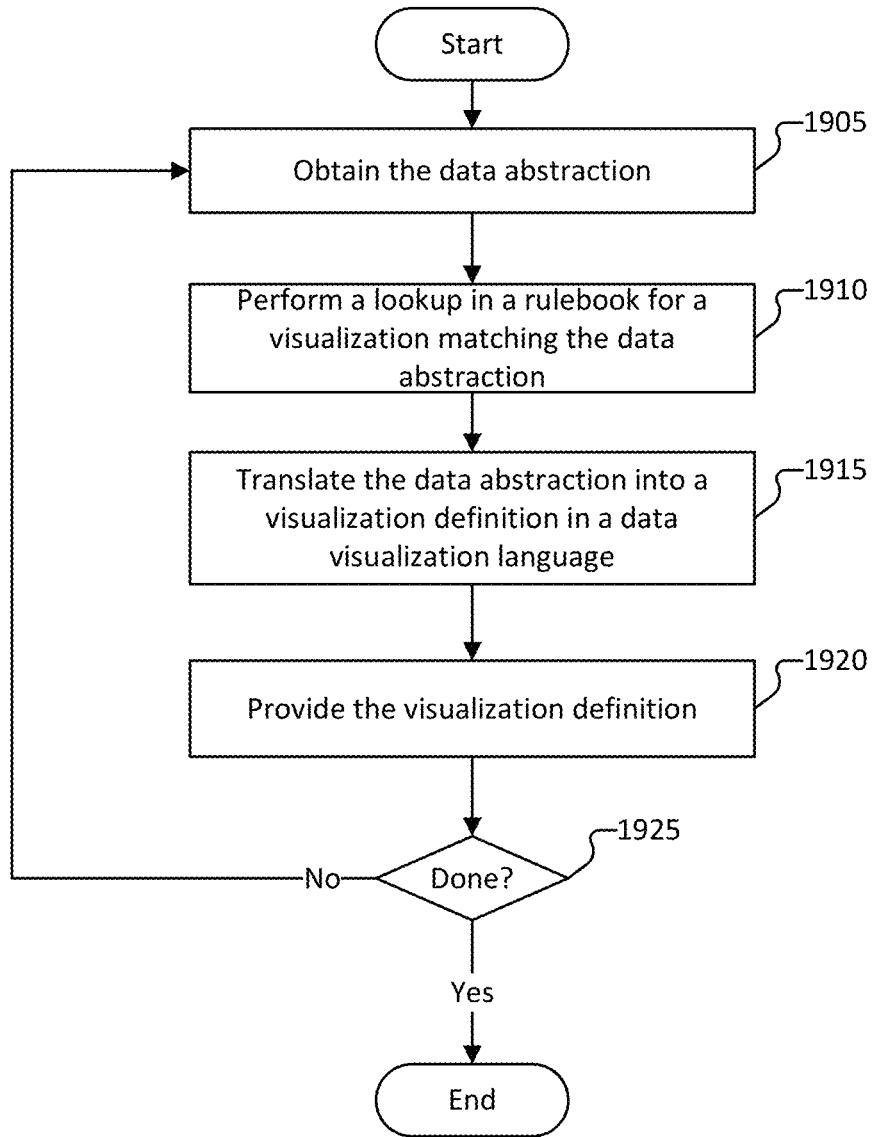 Start
1905
Obtain the data abstraction
1910
Perform a lookup in a rulebook for a
visualization matching the data
abstraction
1915
Translate the data abstraction into a
visualization definition in a data
visualization language
1920
Provide the visualization definition
1925
Done?
No
Yes
End